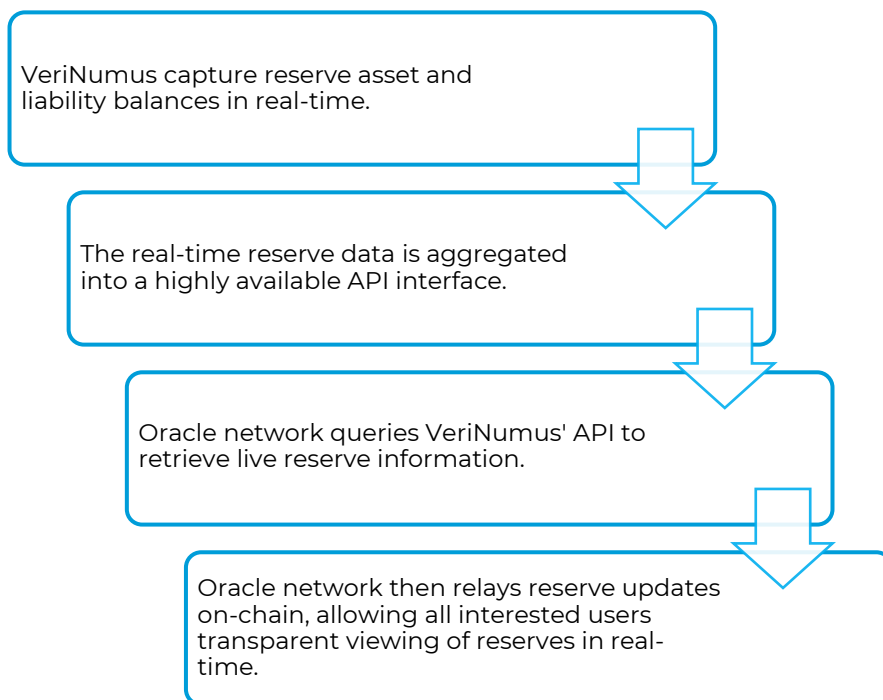 VeriNumus capture reserve asset and
liability balances in real-time.
The real-time reserve data is aggregated
into a highly available API interface.
Oracle network queries VeriNumus' API to
retrieve live reserve information.
Oracle network then relays reserve updates
on-chain, allowing all interested users
transparent viewing of reserves in real-
time.